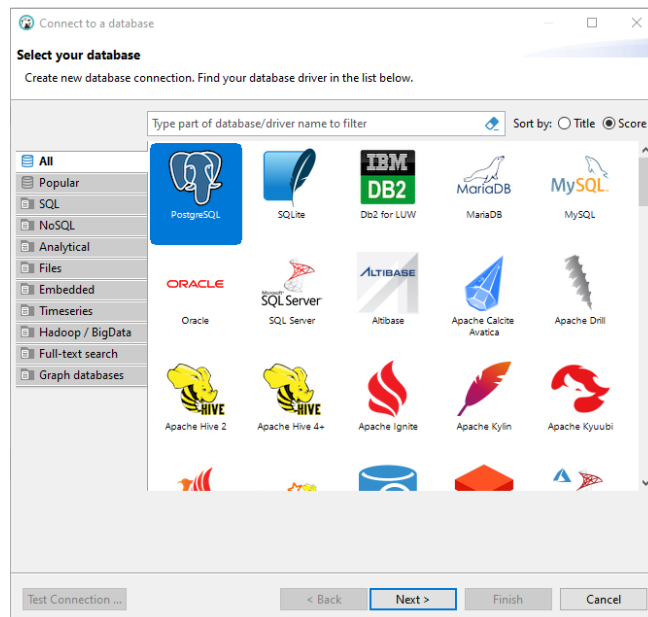 Connect to a database
Select your database
Create new database connection. Find your database driver in the list below.
Type part of database/driver name to filter
Sort by: Title Score
All
Popular
SQL
NoSQL
Analytical
Files
Embedded
Timeseries
Hadoop / BigData
Full-text search
Graph databases
PostgreSQL
SQLite
IBM
DB2
Db2 for LUW
MariaDB
MariaDB
MySQL
MySQL
ORACLE
Oracle
Microsoft
SQL Server
SQL Server
ALTIBASE
Altibase
Apache Calcite
Avatica
Apache Drill
HIVE
Apache Hive 2
HIVE
Apache Hive 4+
Apache Ignite
Apache Kylin
Apache Kyuubi
Test Connection ...
< Back
Next >
Finish
Cancel